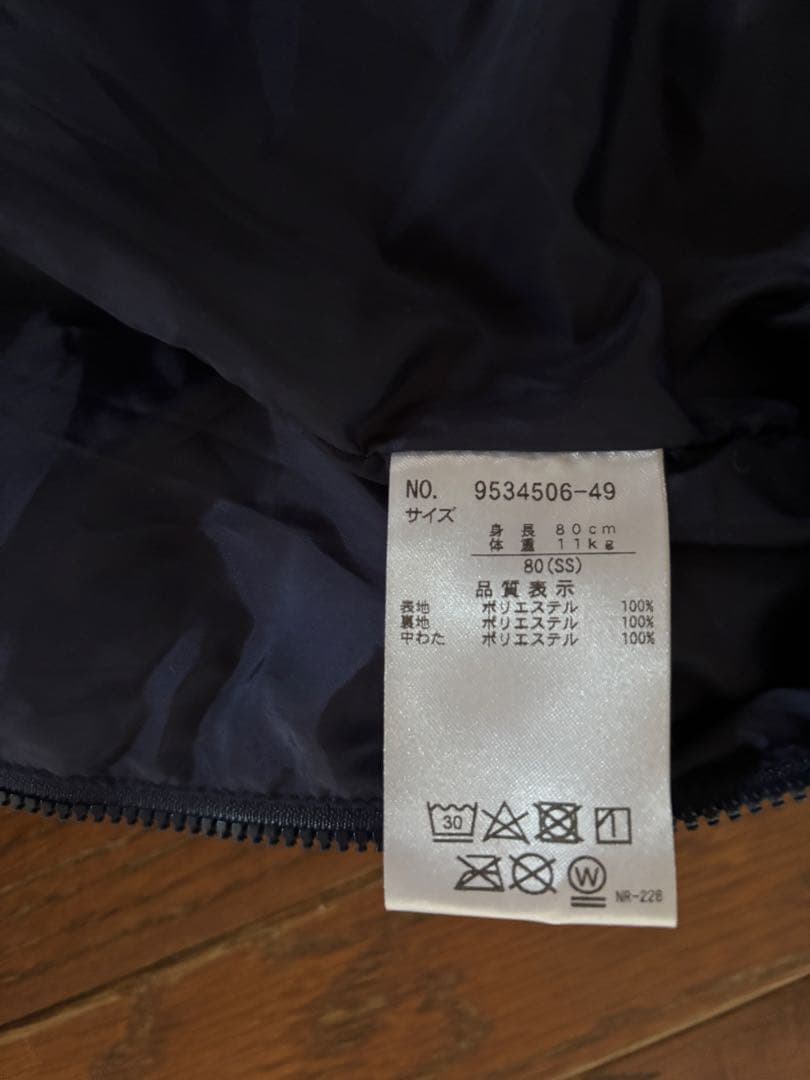 NO. 9534506-49
サイズ
身長 80cm
体重 11kg
80(SS)
品質表示
表地 ポリエステル 100%
裏地 ポリエステル 100%
中わた ポリエステル 100%
30
W NR-228